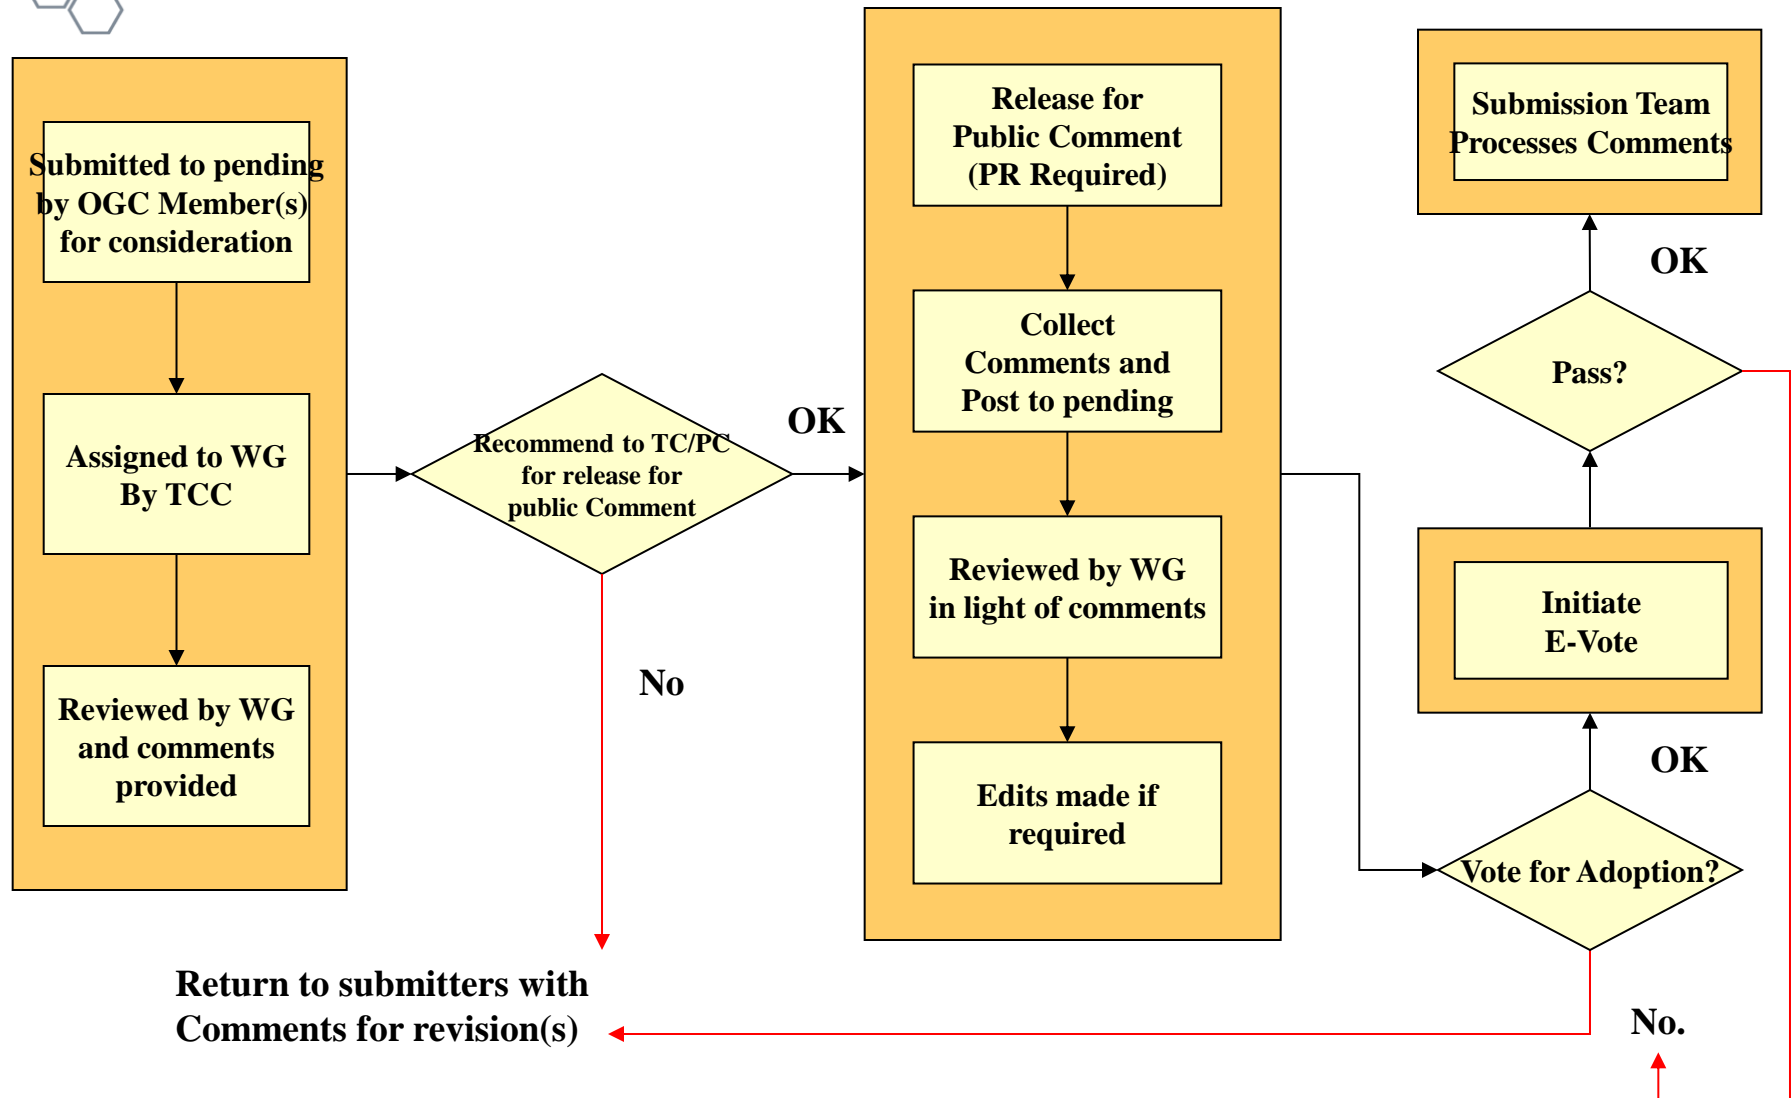 Submitted to pending
by OGC Member(s)
for consideration
Assigned to WG
By TCC
Reviewed by WG
and comments
provided
Recommend to TC/PC
for release for
public Comment
OK
No
Return to submitters with
Comments for revision(s)
Release for
Public Comment
(PR Required)
Collect
Comments and
Post to pending
Reviewed by WG
in light of comments
Edits made if
required
Submission Team
Processes Comments
OK
Pass?
Initiate
E-Vote
OK
Vote for Adoption?
No.